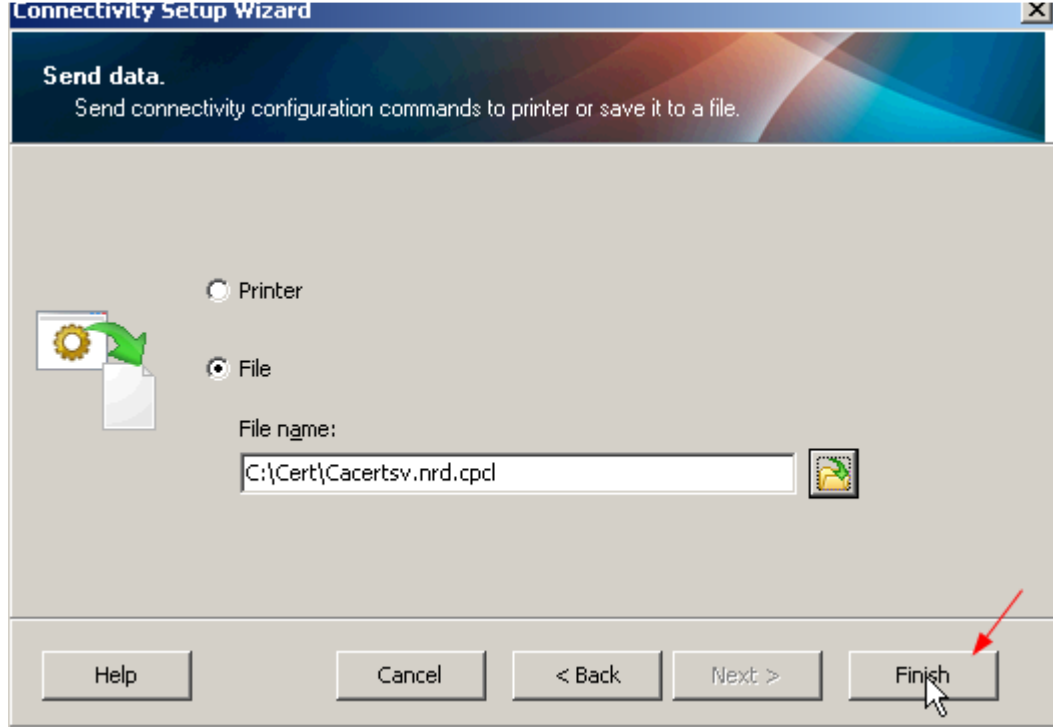 Connectivity Setup Wizard
Send data.
Send connectivity configuration commands to printer or save it to a file.
Printer
File
File name:
C:\Cert\Cacertsv.nrd.cpcl
Help
Cancel
< Back
Next >
Finish